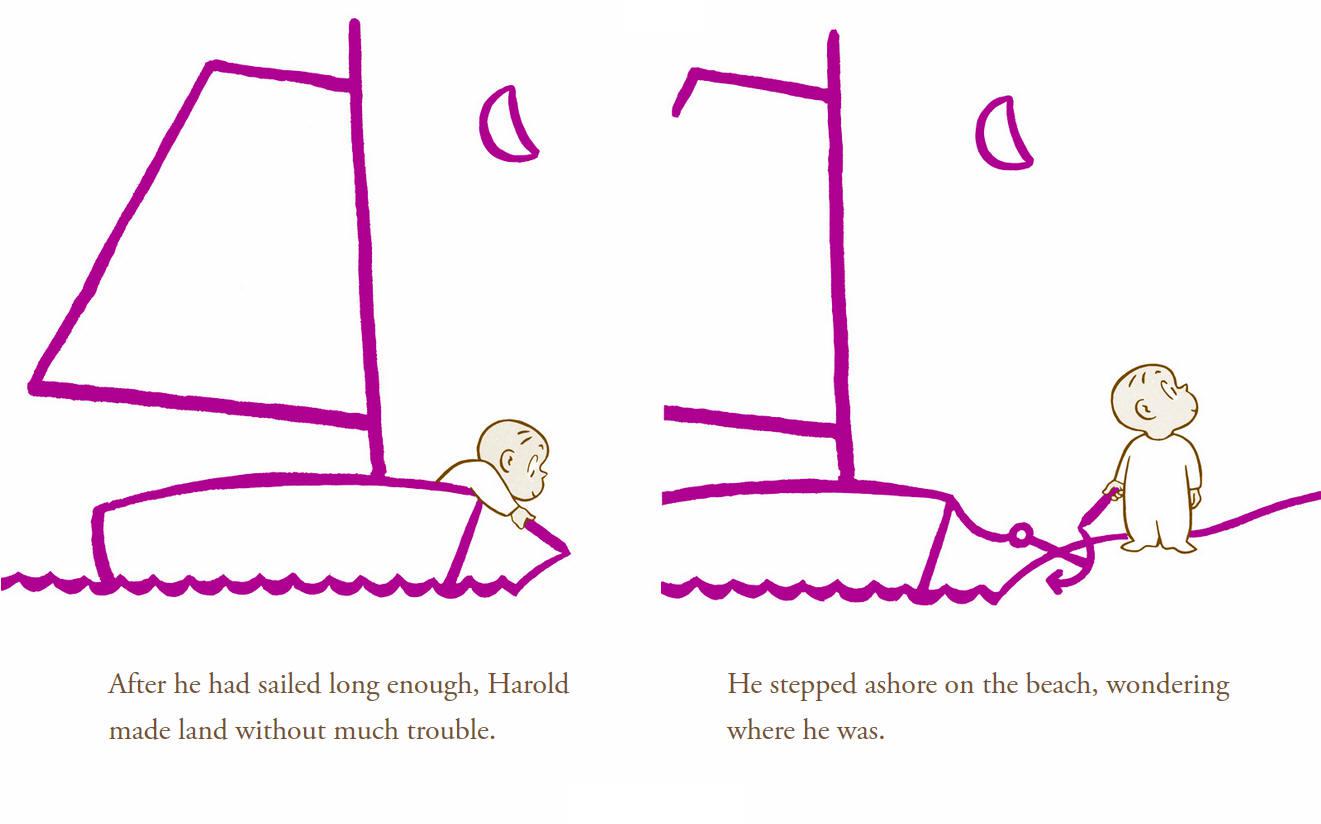 After he had sailed long enough, Harold
made land without much trouble.
He stepped ashore on the beach, wondering
where he was.